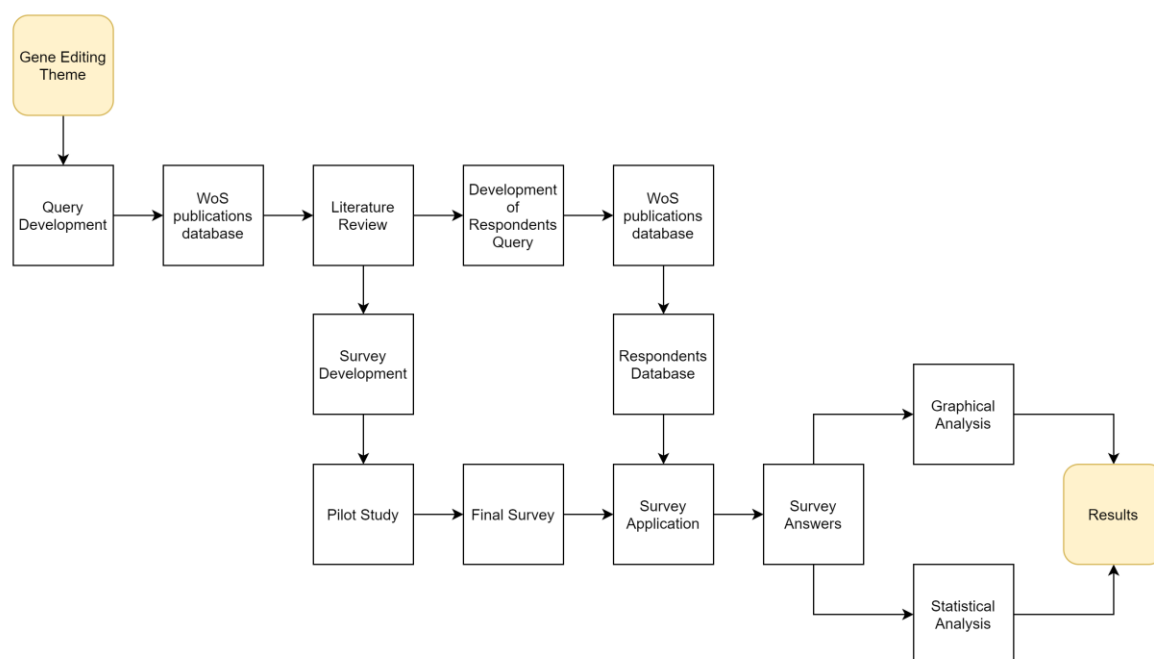 Gene Editing
Theme
Query
Development
WoS
publications
database
Literature
Review
Development
of
Respondents
Query
WoS
publications
database
Survey
Development
Respondents
Database
Graphical
Analysis
Pilot Study
Final Survey
Survey
Application
Survey
Answers
Results
Statistical
Analysis